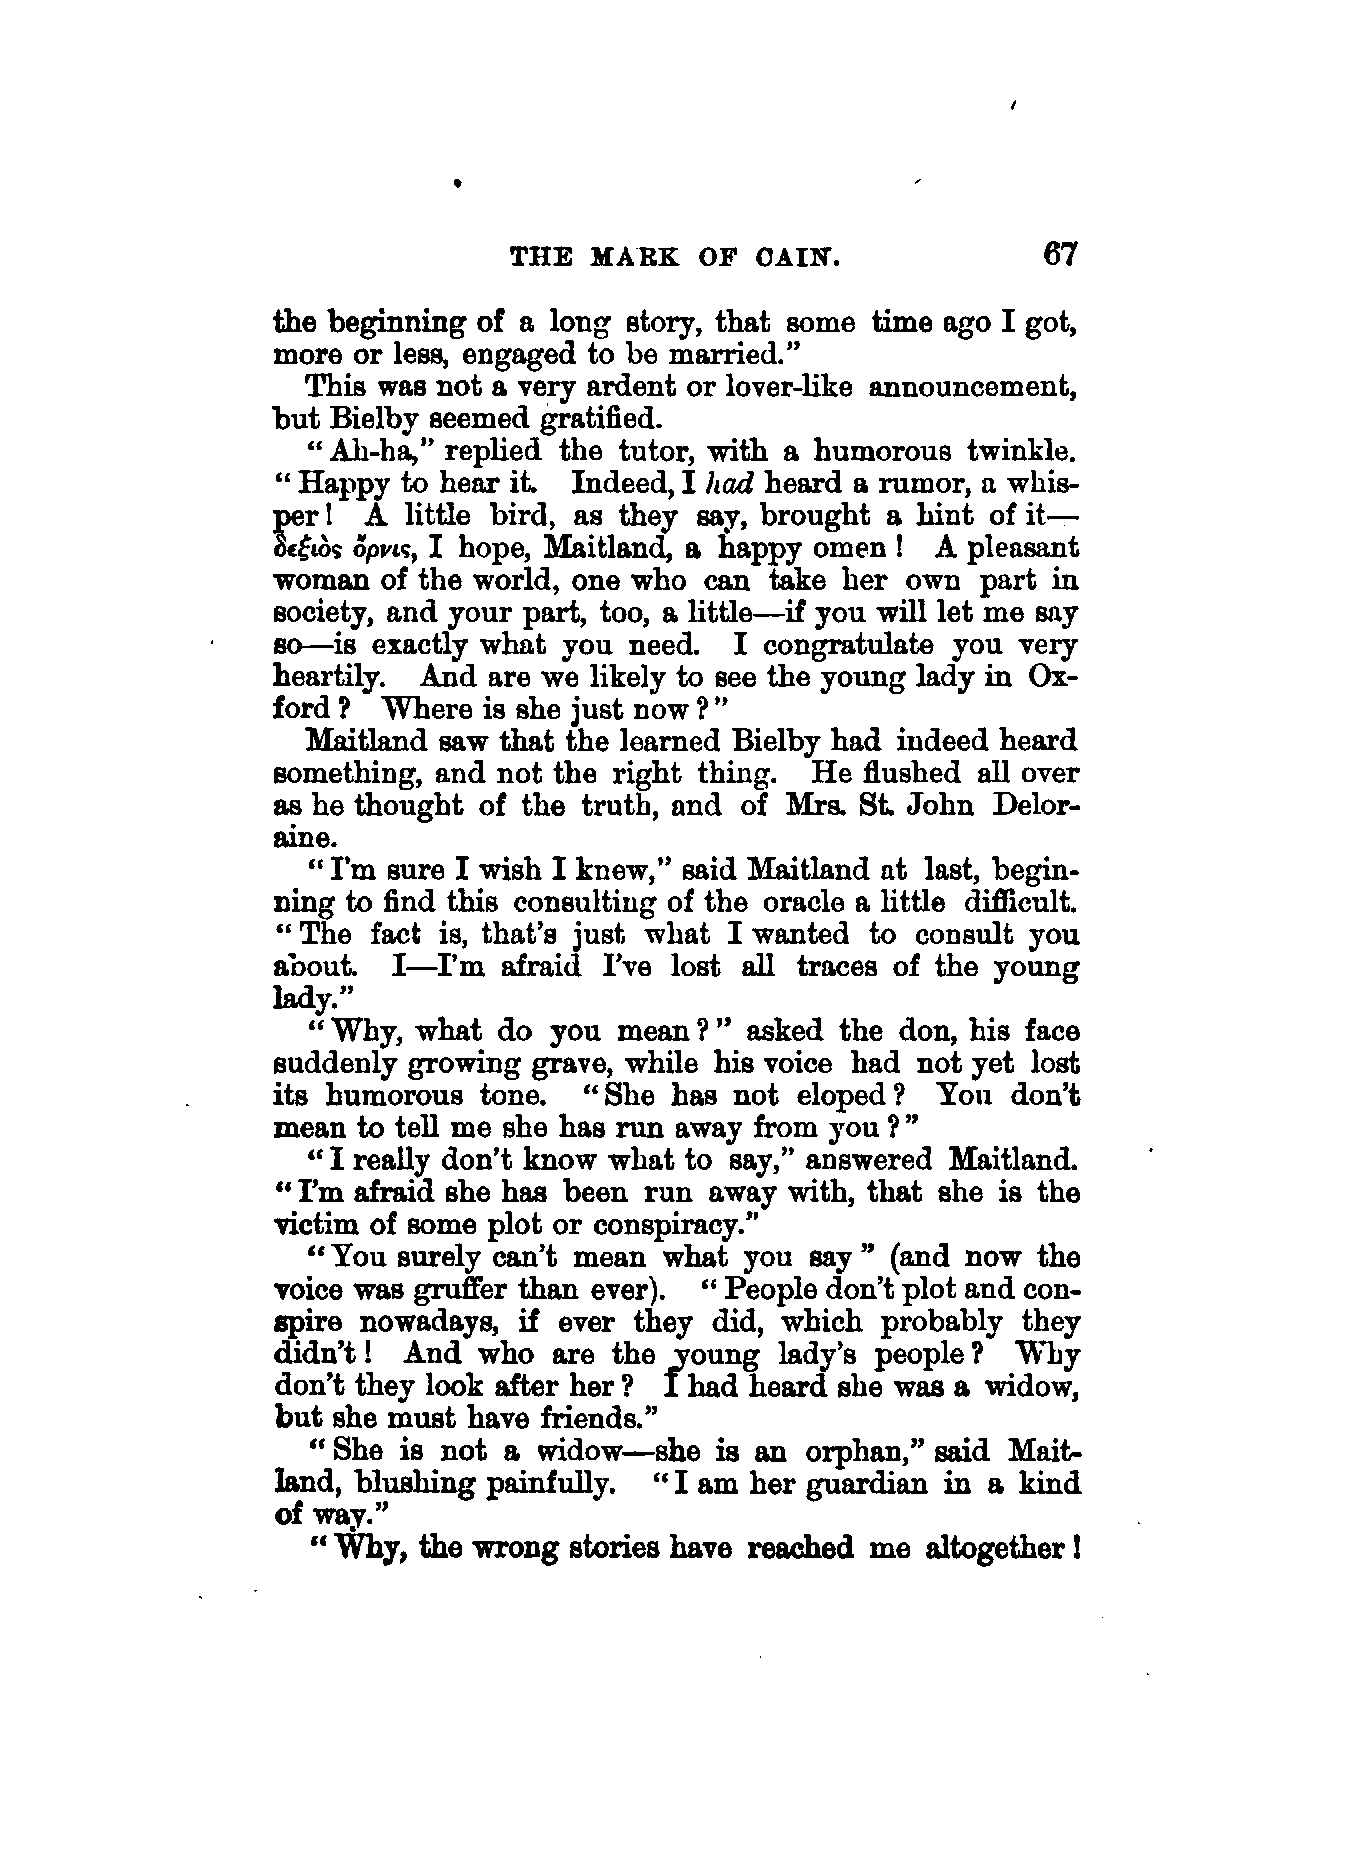 THE MARK OF CAIN. 67
the beginning of a long story, that some time ago I got,
more or less, engaged to be married.”
This was not a very ardent or lover-like announcement,
but Bielby seemed gratified.
“Ah-ha,” replied the tutor, with a humorous twinkle.
“Happy to hear it. Indeed, I had heard a rumor, a whis-
per! A little bird, as they say, brought a hint of it—
δεξιὸς ὄρνις, I hope, Maitland, a happy omen! A pleasant
woman of the world, one who can take her own part in
society, and your part, too, a little—if you will let me say
so—is exactly what you need. I congratulate you very
heartily. And are we likely to see the young lady in Ox-
ford? Where is she just now?”
Maitland saw that the learned Bielby had indeed heard
something, and not the right thing. He flushed all over
as he thought of the truth, and of Mrs. St. John Delor-
aine.
“I'm sure I wish I knew,” said Maitland at last, begin-
ning to find this consulting of the oracle a little difficult.
“The fact is, that's just what I wanted to consult you
about. I—I'm afraid I've lost all traces of the young
lady.”
“Why, what do you mean?” asked the don, his face
suddenly growing grave, while his voice had not yet lost
its humorous tone. “She has not eloped? You don't
mean to tell me she has run away from you?”
“I really don't know what to say,” answered Maitland.
“I'm afraid she has been run away with, that she is the
victim of some plot or conspiracy.”
“You surely can't mean what you say” (and now the
voice was gruffer than ever). “People don't plot and con-
spire nowadays, if ever they did, which probably they
didn't! And who are the young lady's people? Why
don't they look after her? I had heard she was a widow,
but she must have friends.”
“She is not a widow—she is an orphan,” said Mait-
land, blushing painfully. “I am her guardian in a kind
of way.”
“Why, the wrong stories have reached me altogether!